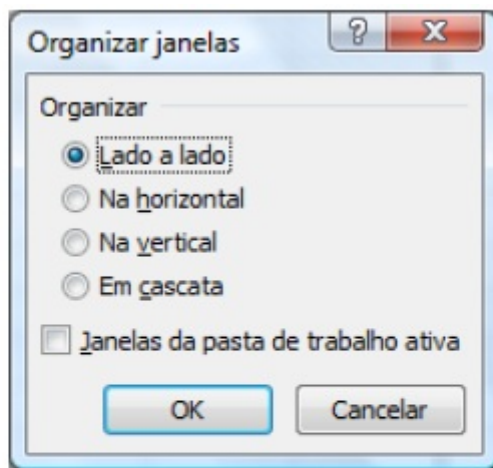 Organizar janelas
Organizar
Lado a lado
Na horizontal
Na vertical
Em cascata
Janelas da pasta de trabalho ativa
OK Cancelar